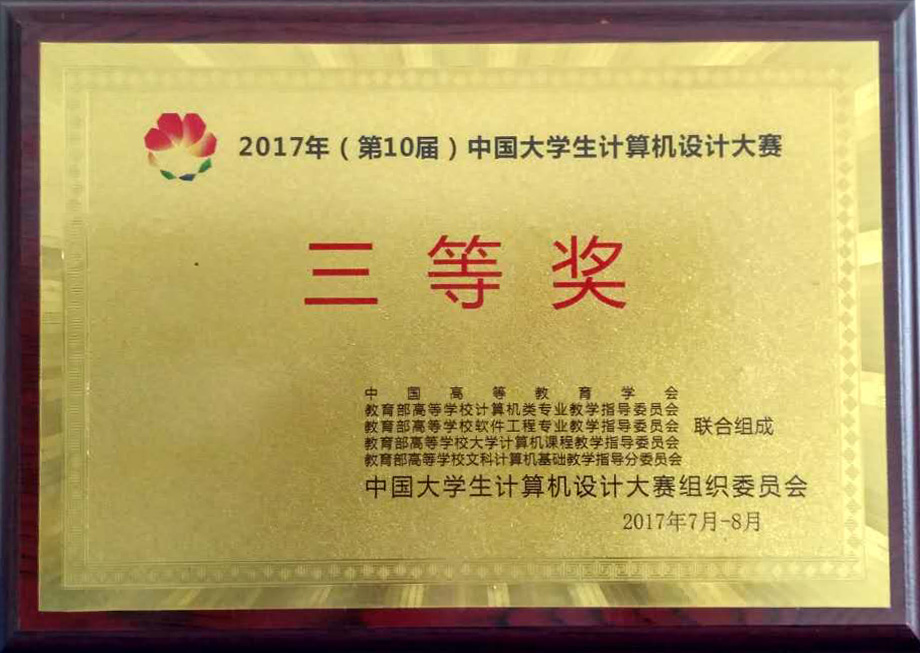 2017年（第10届）中国大学生计算机设计大赛
三等奖
中国高等教育学会
教育部高等学校计算机类专业教学指导委员会
教育部高等学校软件工程专业教学指导委员会 联合组成
教育部高等学校大学计算机课程教学指导委员会
教育部高等学校文科计算机基础教学指导分委员会
中国大学生计算机设计大赛组织委员会
2017年7月-8月